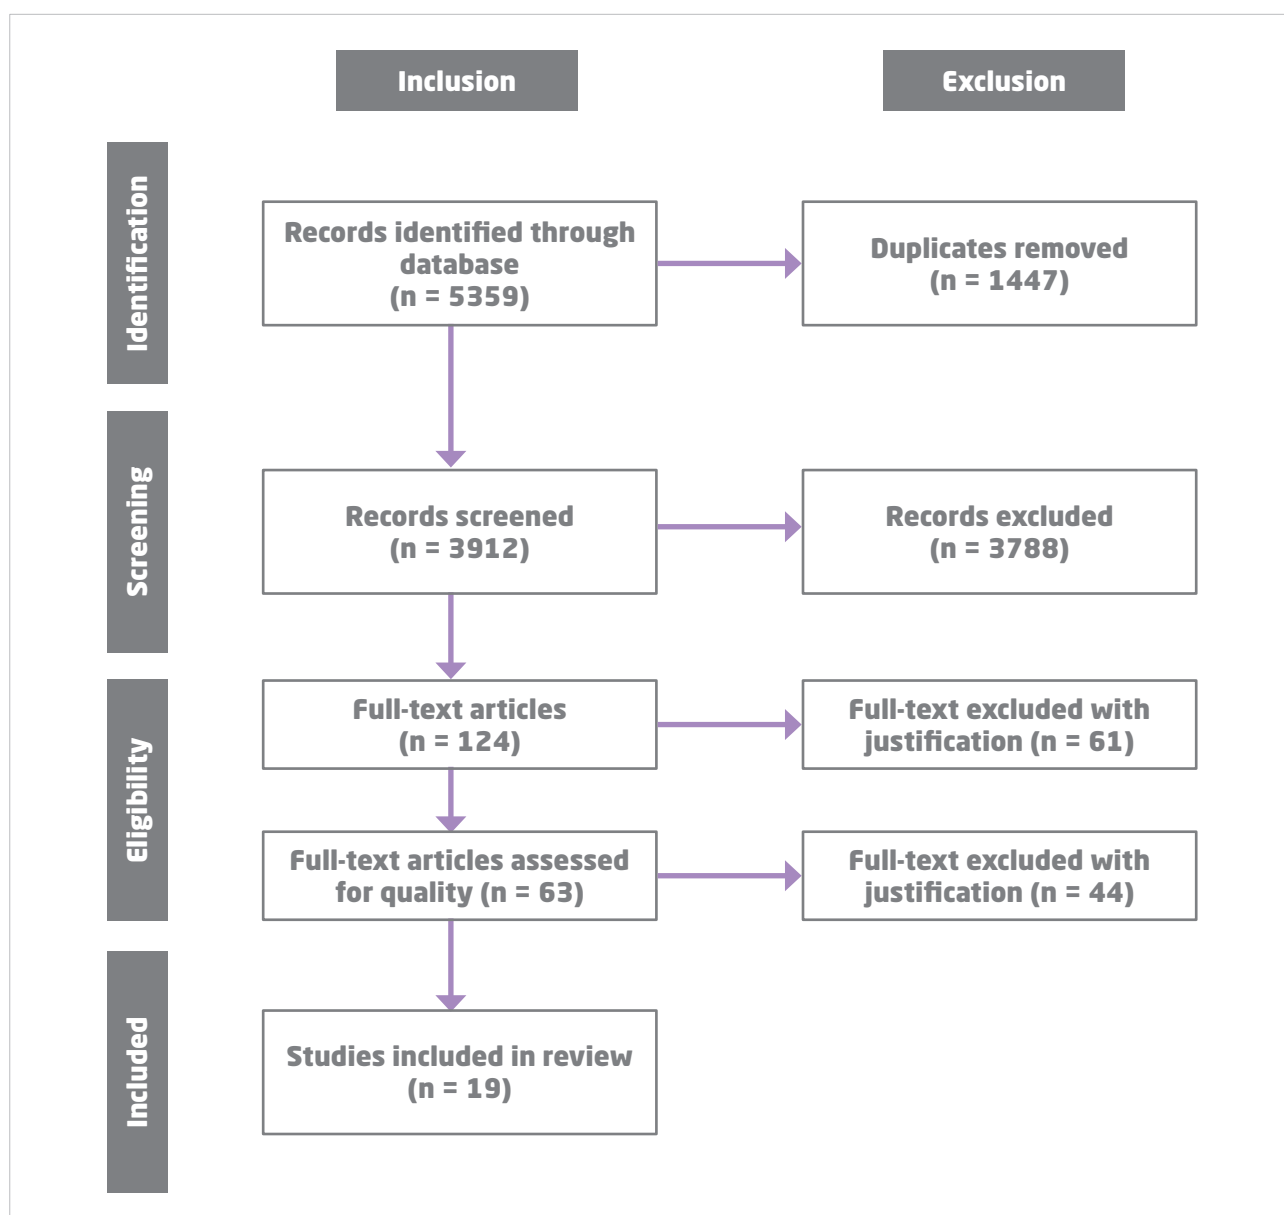 Inclusion
Exclusion
Identification
Records identified through
database
(n = 5359)
Duplicates removed
(n = 1447)
Screening
Records screened
(n = 3912)
Records excluded
(n = 3788)
Eligibility
Full-text articles
(n = 124)
Full-text excluded with
justification (n = 61)
Full-text articles assessed
for quality (n = 63)
Full-text excluded with
justification (n = 44)
Included
Studies included in review
(n = 19)